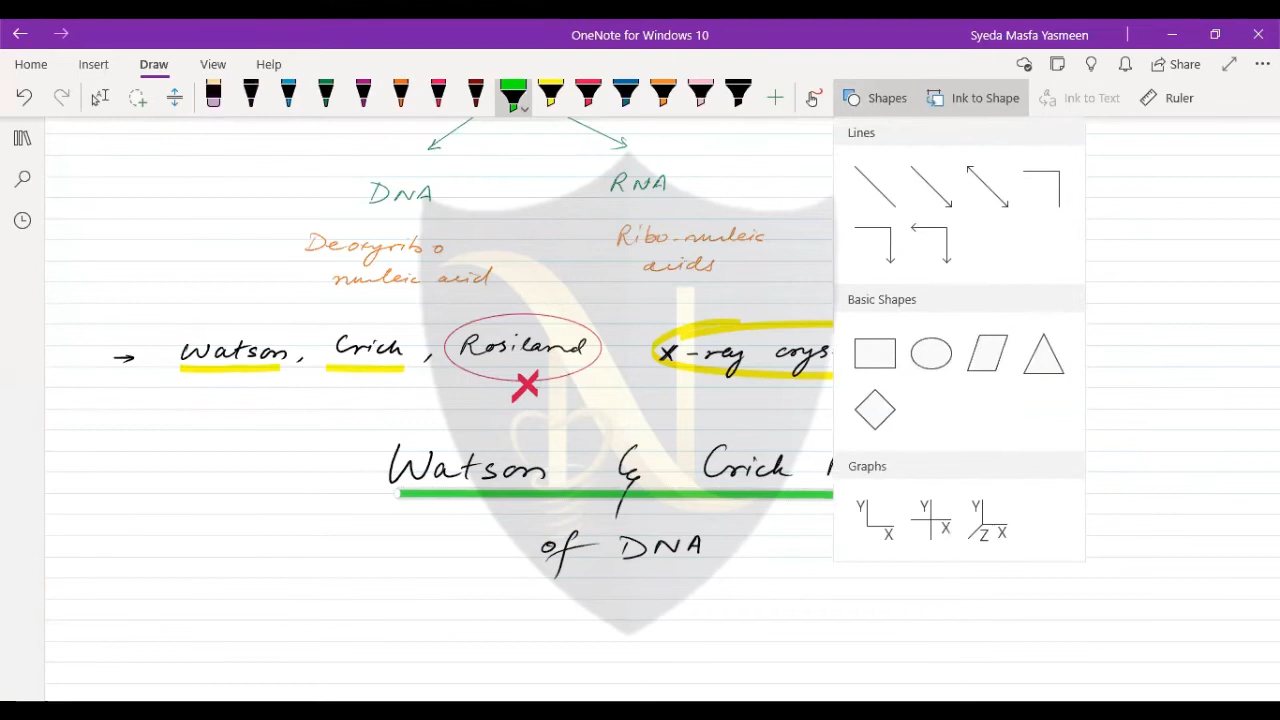 OneNote for Windows 10
Syeda Masfa Yasmeen
Home Insert Draw View Help
Share
Shapes Ink to Shape Ink to Text Ruler
Lines
DNA RNA
Deoxyribo
nucleic acid
Ribo-nucleic
acids
Basic Shapes
→ Watson, Crick, Rosiland X-ray crys
Watson & Crick
of DNA
Graphs
Y X Y X Y Z X